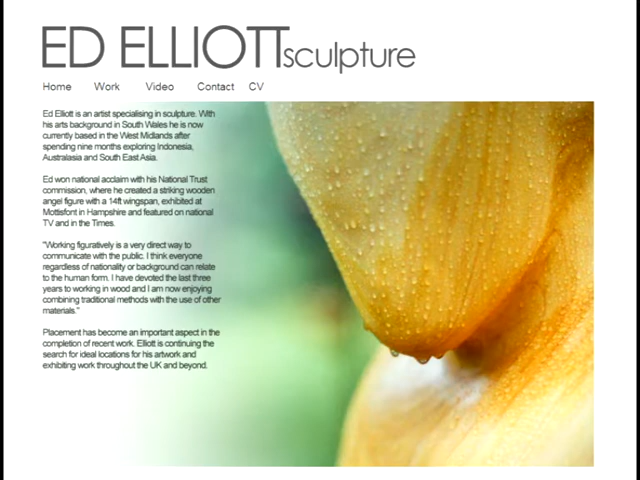 ED ELLIOTTsculpture
Home Work Video Contact CV
Ed Elliott is an artist specialising in sculpture. With
his arts background in South Wales he is now
currently based in the West Midlands after
spending nine months exploring Indonesia,
Australasia and South East Asia.
Ed won national acclaim with his National Trust
commission, where he created a striking wooden
angel figure with a 14ft wingspan, exhibited at
Mottisfont in Hampshire and featured on national
TV and in the Times.
"Working figuratively is a very direct way to
communicate with the public. I think everyone
regardless of nationality or background can relate
to the human form. I have devoted the last three
years to working in wood and I am now enjoying
combining traditional methods with the use of other
materials."
Placement has become an important aspect in the
completion of recent work. Elliott is continuing the
search for ideal locations for his artwork and
exhibiting work throughout the UK and beyond.